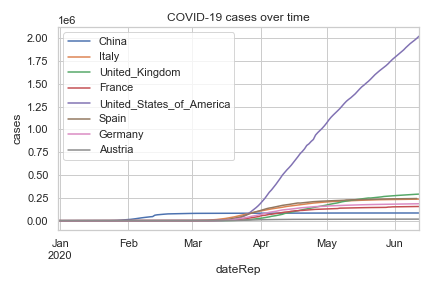 COVID-19 cases over time
1e6
2.00
1.75
1.50
1.25
1.00
0.75
0.50
0.25
0.00
cases
China
Italy
United_Kingdom
France
United_States_of_America
Spain
Germany
Austria
Jan
2020
Feb
Mar
Apr
May
Jun
dateRep